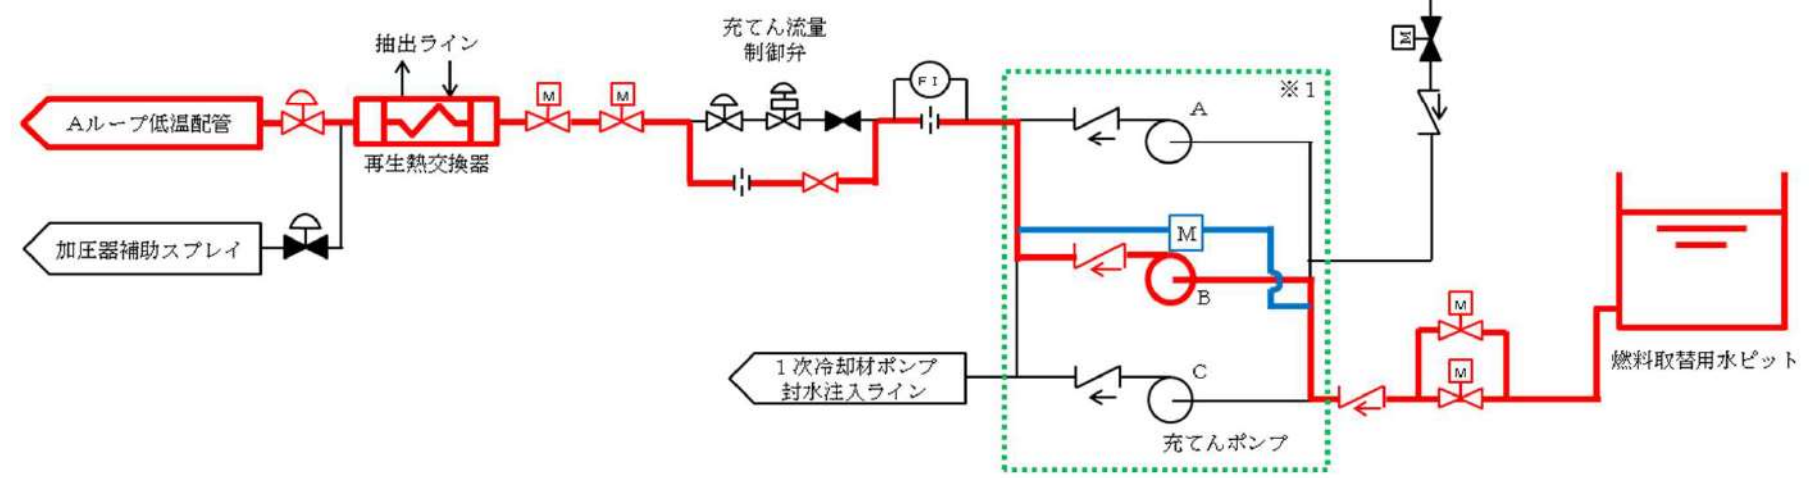 充てん流量
制御弁
抽出ライン
M
FI
※1
A
M
M
Aループ低温配管
再生熱交換器
M
加圧器補助スプレイ
B
M
燃料取替用水ピット
1次冷却材ポンプ
封水注入ライン
M
C
充てんポンプ